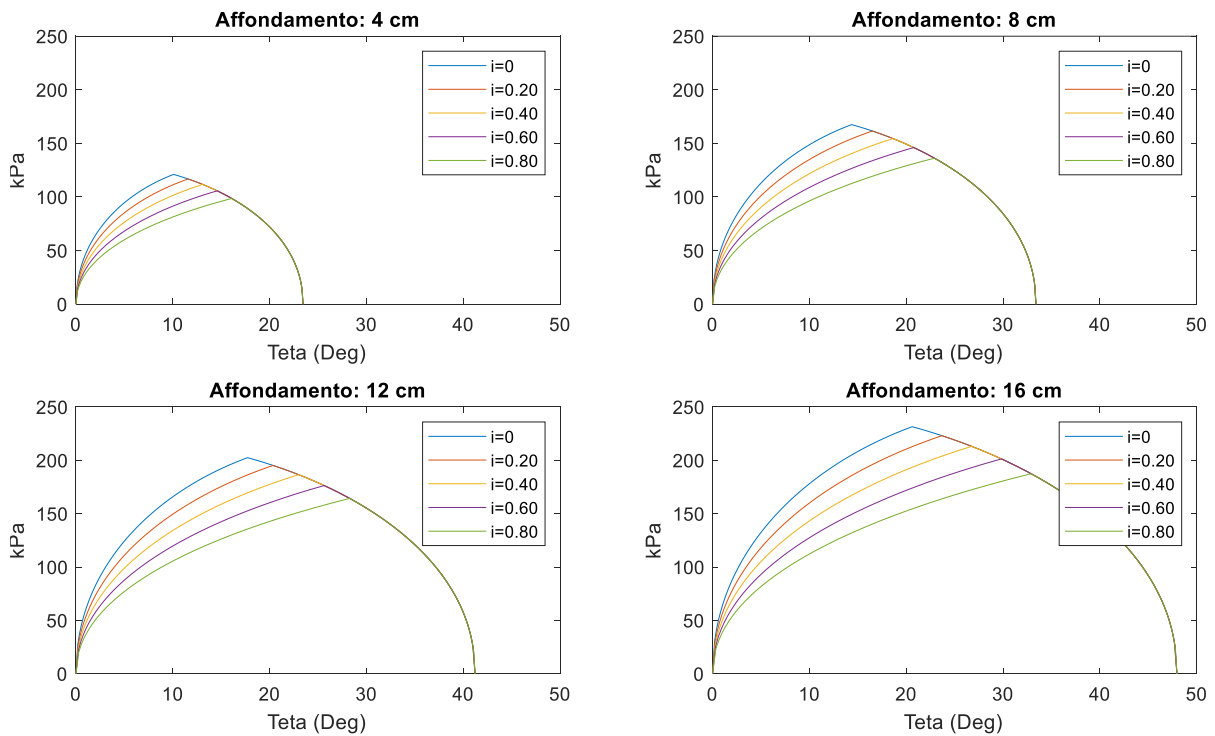 Affondamento: 4 cm
250
200
150
100
50
0
kPa
0 10 20 30 40 50
Teta (Deg)
i=0
i=0.20
i=0.40
i=0.60
i=0.80
Affondamento: 8 cm
250
200
150
100
50
0
kPa
0 10 20 30 40 50
Teta (Deg)
i=0
i=0.20
i=0.40
i=0.60
i=0.80
Affondamento: 12 cm
250
200
150
100
50
0
kPa
0 10 20 30 40 50
Teta (Deg)
i=0
i=0.20
i=0.40
i=0.60
i=0.80
Affondamento: 16 cm
250
200
150
100
50
0
kPa
0 10 20 30 40 50
Teta (Deg)
i=0
i=0.20
i=0.40
i=0.60
i=0.80